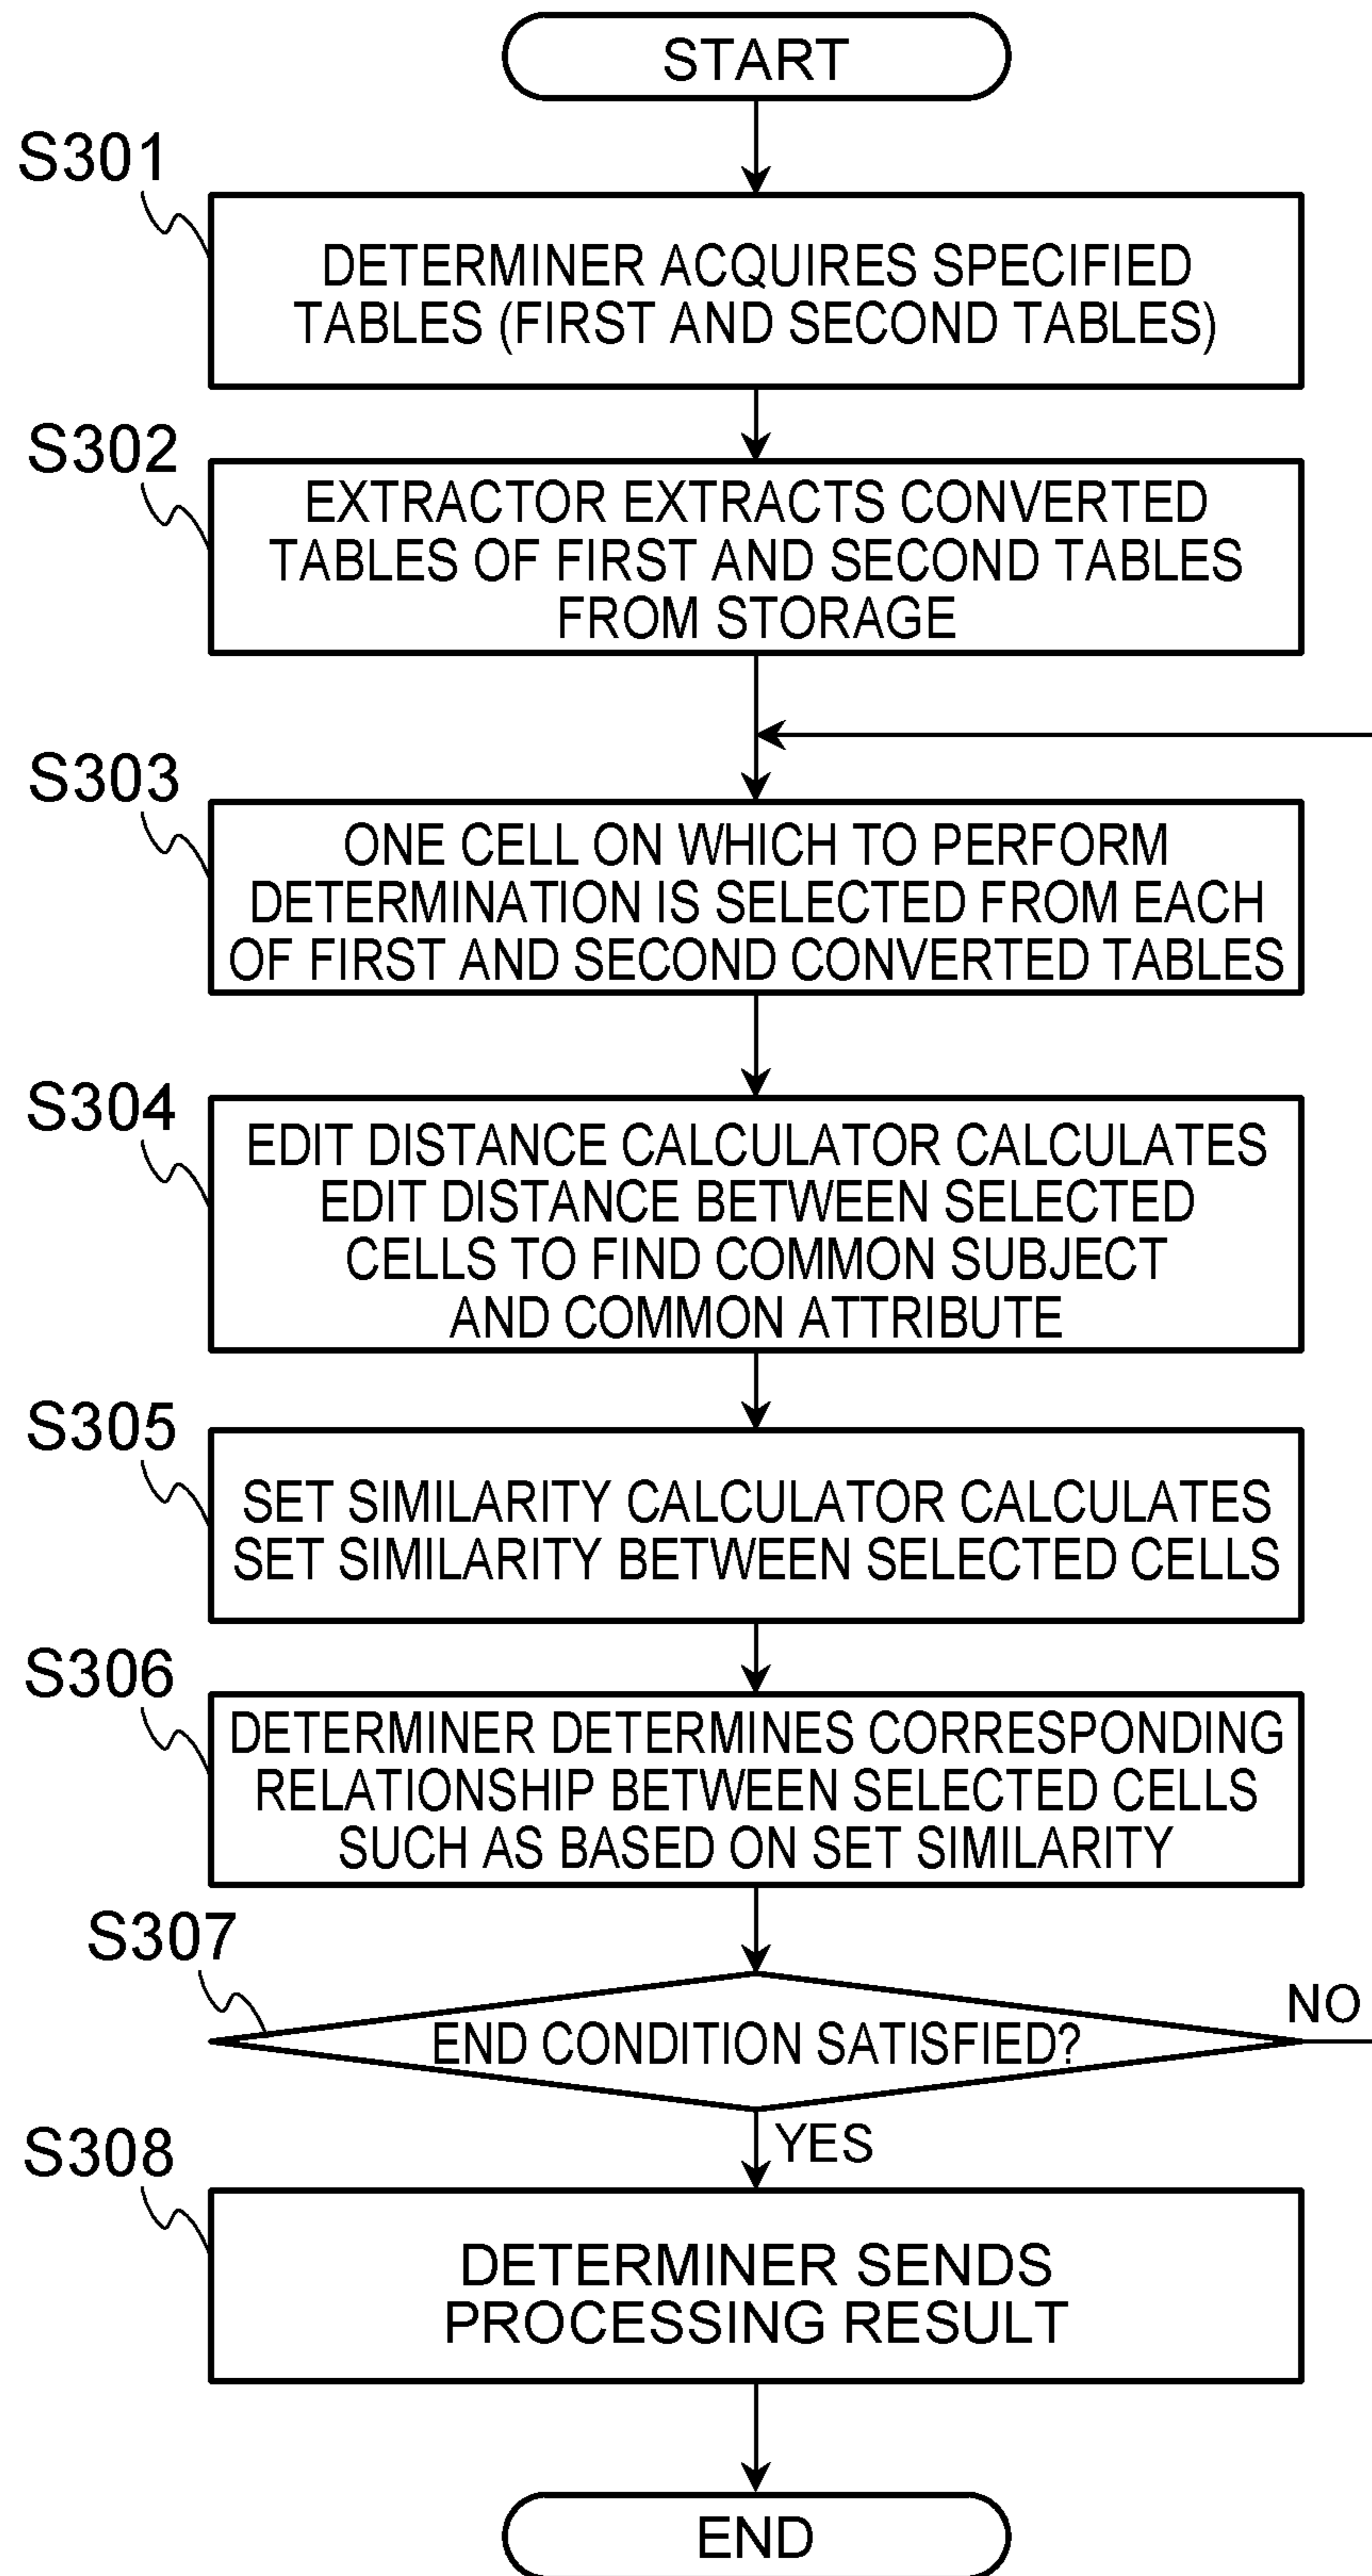 START
S301
DETERMINER ACQUIRES SPECIFIED
TABLES (FIRST AND SECOND TABLES)
S302
EXTRACTOR EXTRACTS CONVERTED
TABLES OF FIRST AND SECOND TABLES
FROM STORAGE
S303
ONE CELL ON WHICH TO PERFORM
DETERMINATION IS SELECTED FROM EACH
OF FIRST AND SECOND CONVERTED TABLES
S304
EDIT DISTANCE CALCULATOR CALCULATES
EDIT DISTANCE BETWEEN SELECTED
CELLS TO FIND COMMON SUBJECT
AND COMMON ATTRIBUTE
S305
SET SIMILARITY CALCULATOR CALCULATES
SET SIMILARITY BETWEEN SELECTED CELLS
S306
DETERMINER DETERMINES CORRESPONDING
RELATIONSHIP BETWEEN SELECTED CELLS
SUCH AS BASED ON SET SIMILARITY
S307
END CONDITION SATISFIED?
NO
YES
S308
DETERMINER SENDS
PROCESSING RESULT
END